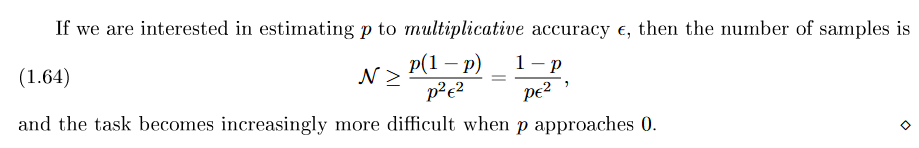 If we are interested in estimating p to multiplicative accuracy ϵ, then the number of samples is
(1.64) 𝒩 ≥ p(1 − p)/p²ϵ² = 1 − p/pϵ²,
and the task becomes increasingly more difficult when p approaches 0. ⋄